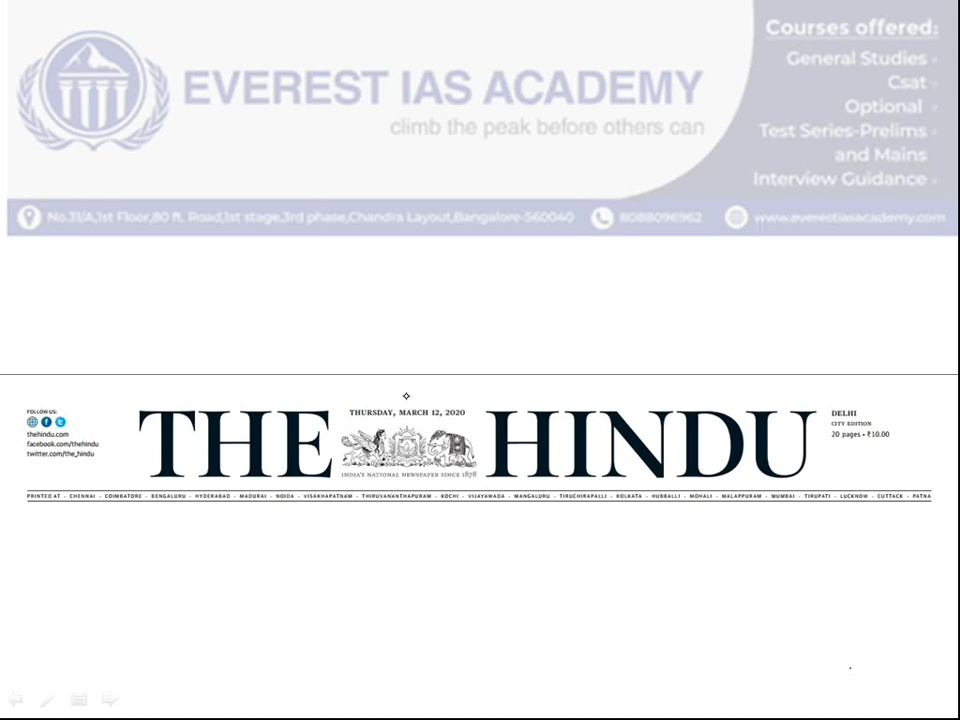 EVEREST IAS ACADEMY
climb the peak before others can
Courses offered:
General Studies
Csat
Optional
Test Series-Prelims
and Mains
Interview Guidance
No.31/A,1st Floor,80 ft. Road,1st stage,3rd phase,Chandra Layout,Bangalore-560040
8088096962
www.everestiasacademy.com
FOLLOW US:
thehindu.com
facebook.com/thehindu
twitter.com/the_hindu
THE HINDU
THURSDAY, MARCH 12, 2020
INDIA'S NATIONAL NEWSPAPER SINCE 1878
DELHI
CITY EDITION
20 pages • ₹10.00
PRINTED AT · CHENNAI · COIMBATORE · BENGALURU · HYDERABAD · MADURAI · NOIDA · VISAKHAPATNAM · THIRUVANANTHAPURAM · KOCHI · VIJAYAWADA · MANGALURU · TIRUCHIRAPALLI · KOLKATA · HUBBALLI · MOHALI · MALAPPURAM · MUMBAI · TIRUPATI · LUCKNOW · CUTTACK · PATNA